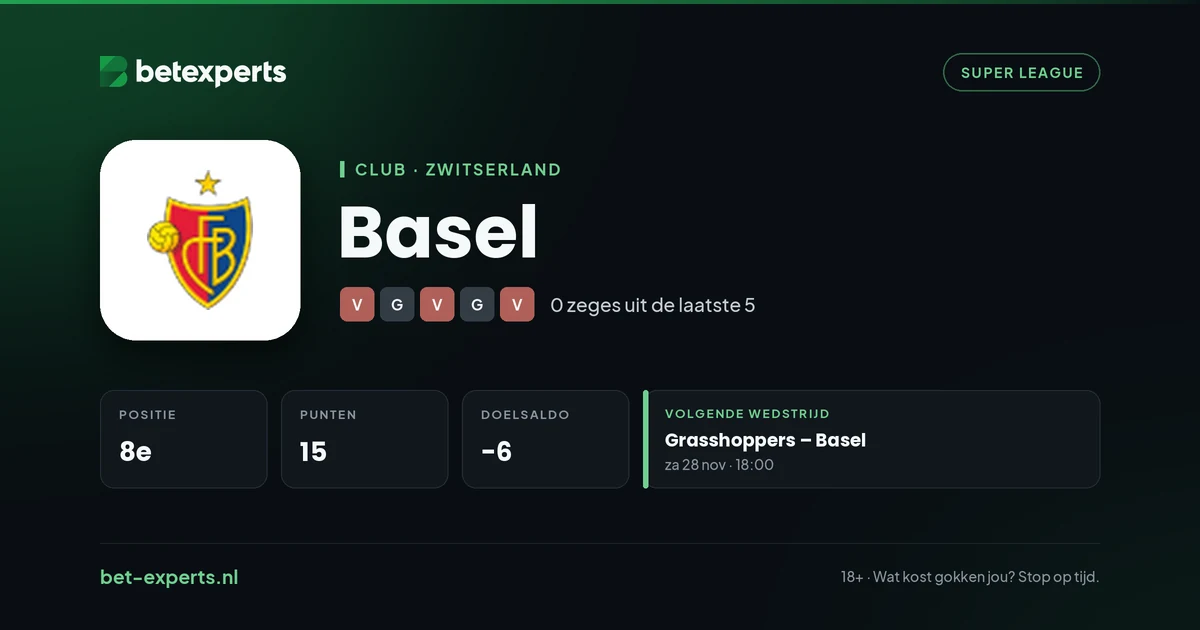 betexperts
SUPER LEAGUE
CLUB · ZWITSERLAND
Basel
V G V G V 0 zeges uit de laatste 5
POSITIE
8e
PUNTEN
15
DOELSALDO
-6
VOLGENDE WEDSTRIJD
Grasshoppers – Basel
za 28 nov · 18:00
bet-experts.nl
18+ · Wat kost gokken jou? Stop op tijd.
FCB